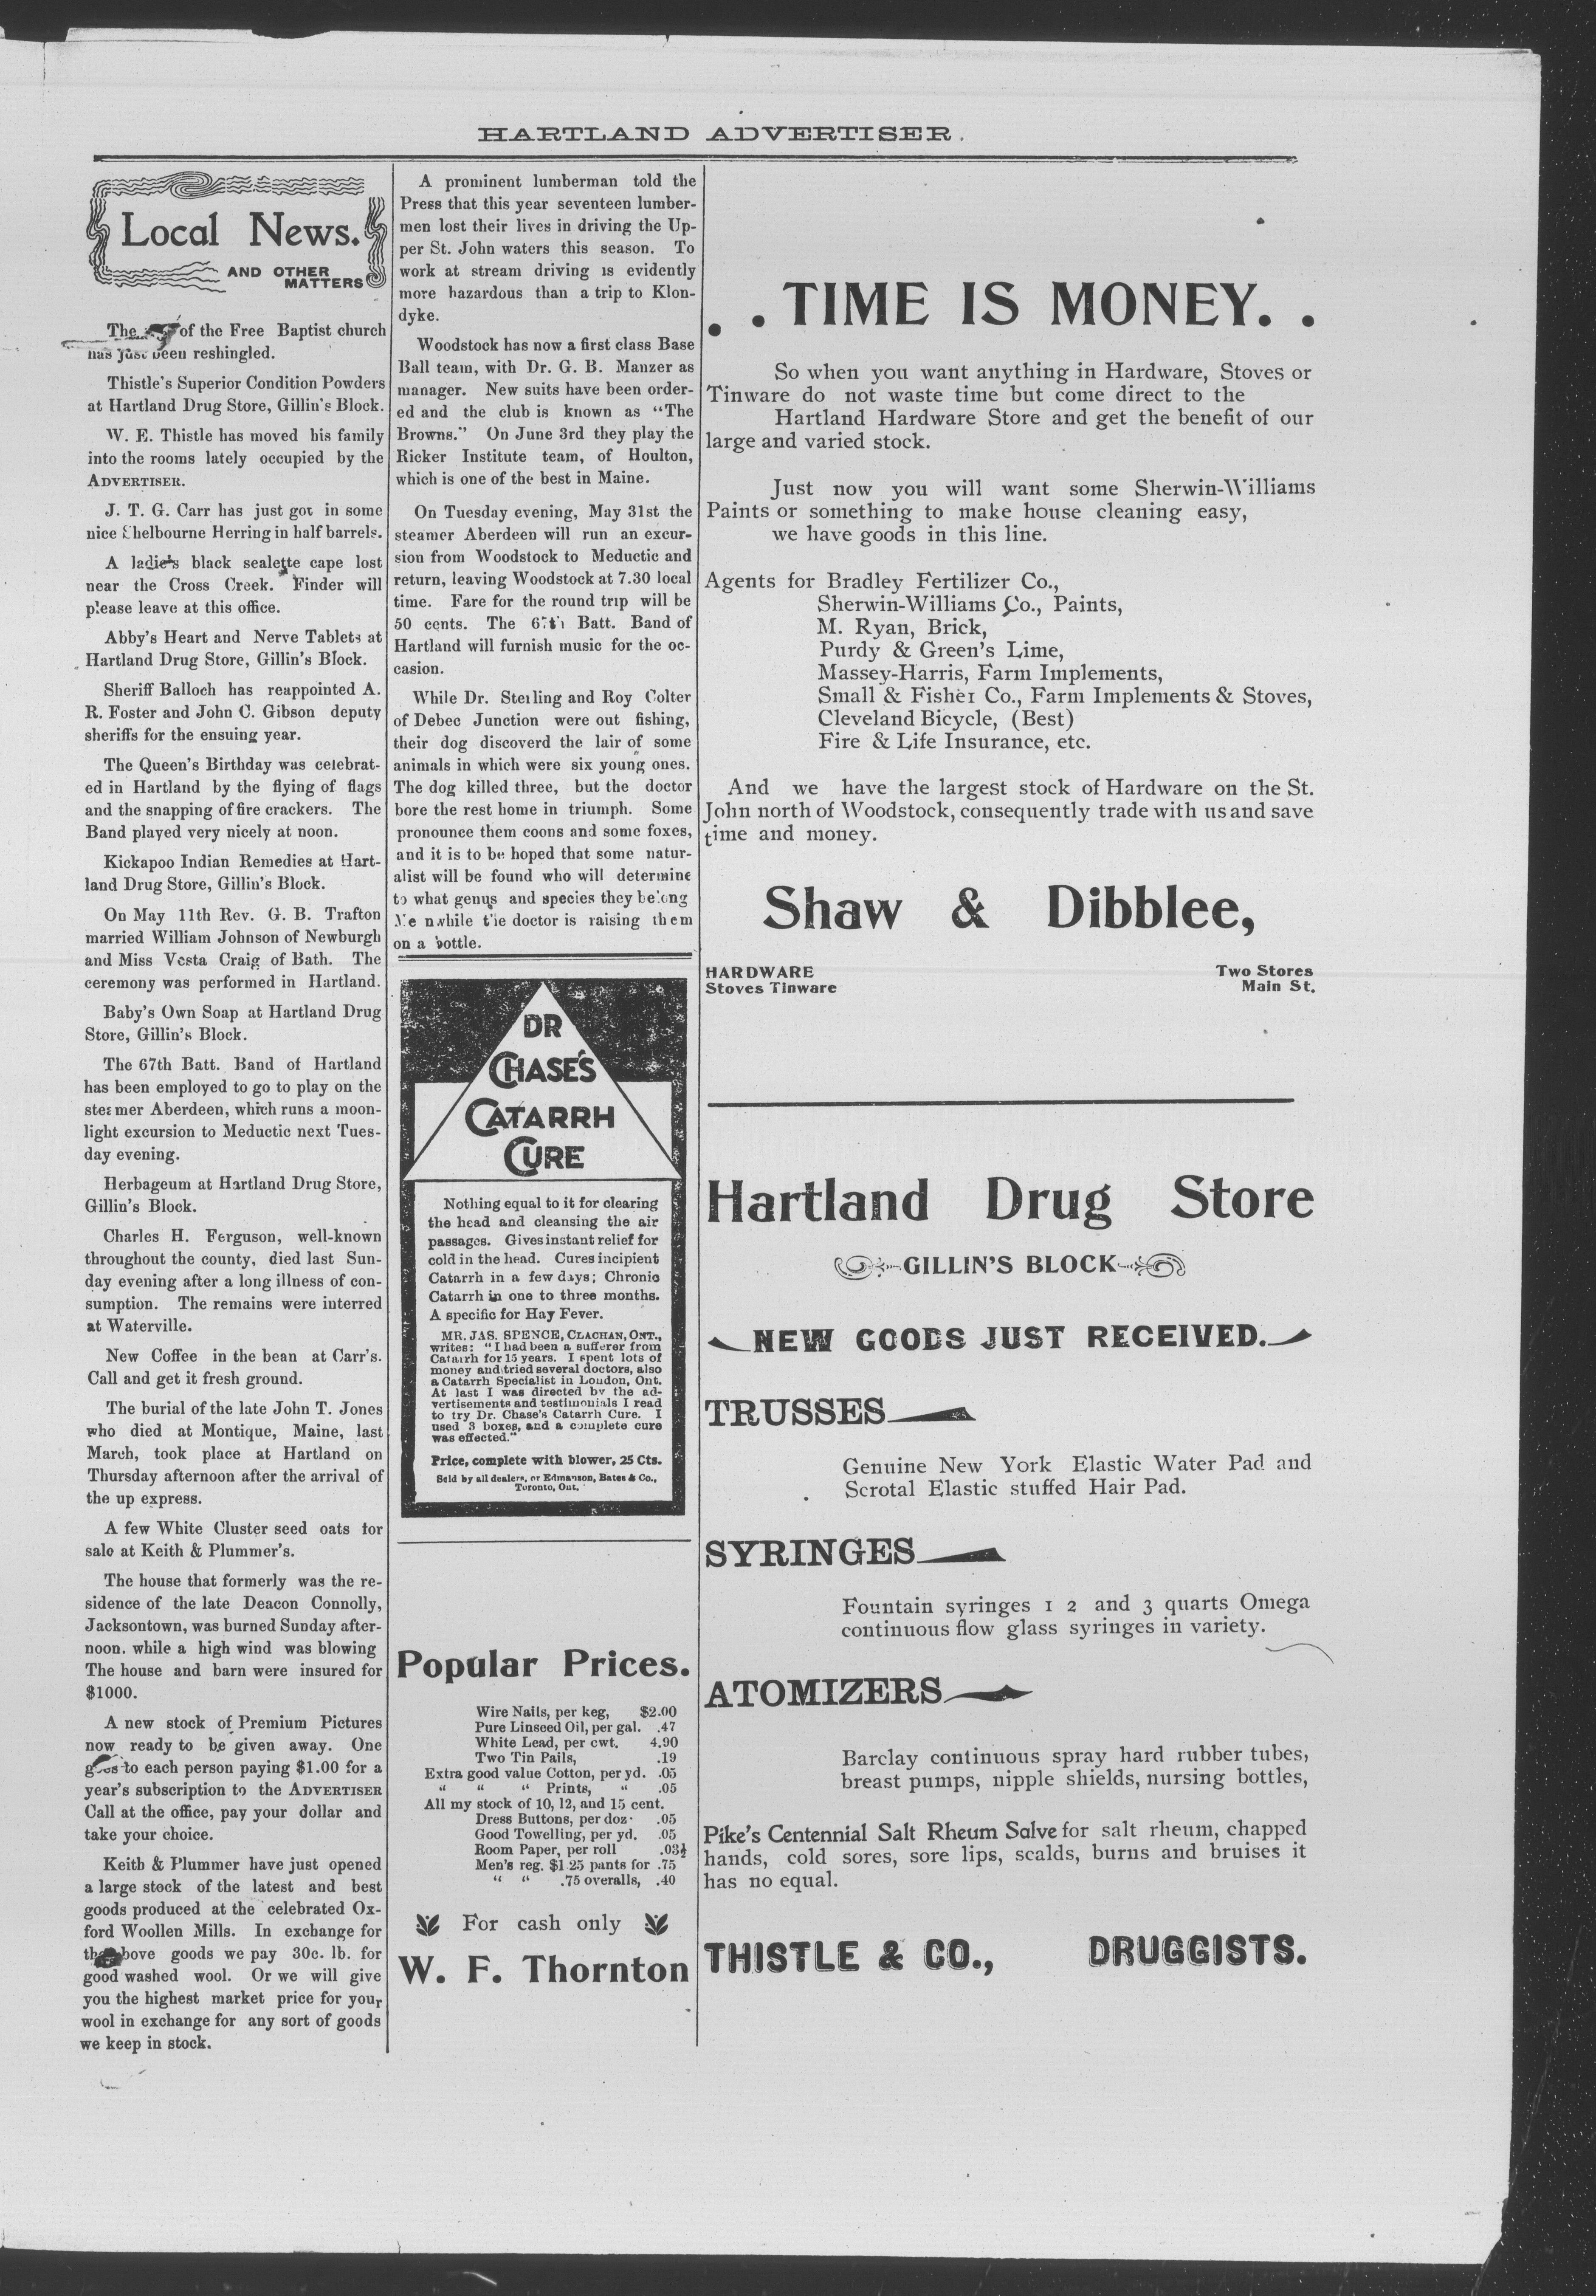 HARTLAND ADVERTISER.
Local News.
AND OTHER
MATTERS
The of the Free Baptist church
has just been reshingled.
Thistle's Superior Condition Powders
at Hartland Drug Store, Gillin's Block.
W. E. Thistle has moved his family
into the rooms lately occupied by the
ADVERTISER.
J. T. G. Carr has just got in some
nice Shelbourne Herring in half barrels.
A ladies black sealette cape lost
near the Cross Creek. Finder will
please leave at this office.
Abby's Heart and Nerve Tablets at
Hartland Drug Store, Gillin's Block.
Sheriff Balloch has reappointed A.
R. Foster and John C. Gibson deputy
sheriffs for the ensuing year.
The Queen's Birthday was celebrat-
ed in Hartland by the flying of flags
and the snapping of fire crackers. The
Band played very nicely at noon.
Kickapoo Indian Remedies at Hart-
land Drug Store, Gillin's Block.
On May 11th Rev. G. B. Trafton
married William Johnson of Newburgh
and Miss Vesta Craig of Bath. The
ceremony was performed in Hartland.
Baby's Own Soap at Hartland Drug
Store, Gillin's Block.
The 67th Batt. Band of Hartland
has been employed to go to play on the
steamer Aberdeen, which runs a moon-
light excursion to Meductic next Tues-
day evening.
Herbageum at Hartland Drug Store,
Gillin's Block.
Charles H. Ferguson, well-known
throughout the county, died last Sun-
day evening after a long illness of con-
sumption. The remains were interred
at Waterville.
New Coffee in the bean at Carr's.
Call and get it fresh ground.
The burial of the late John T. Jones
who died at Montique, Maine, last
March, took place at Hartland on
Thursday afternoon after the arrival of
the up express.
A few White Cluster seed oats for
sale at Keith & Plummer's.
The house that formerly was the re-
sidence of the late Deacon Connolly,
Jacksontown, was burned Sunday after-
noon. while a high wind was blowing
The house and barn were insured for
$1000.
A new stock of Premium Pictures
now ready to be given away. One
goes to each person paying $1.00 for a
year's subscription to the ADVERTISER
Call at the office, pay your dollar and
take your choice.
Keith & Plummer have just opened
a large stock of the latest and best
goods produced at the celebrated Ox-
ford Woollen Mills. In exchange for
the above goods we pay 30c. lb. for
good washed wool. Or we will give
you the highest market price for your
wool in exchange for any sort of goods
we keep in stock.
A prominent lumberman told the
Press that this year seventeen lumber-
men lost their lives in driving the Up-
per St. John waters this season. To
work at stream driving is evidently
more hazardous than a trip to Klon-
dyke.
Woodstock has now a first class Base
Ball team, with Dr. G. B. Manzer as
manager. New suits have been order-
ed and the club is known as "The
Browns." On June 3rd they play the
Ricker Institute team, of Houlton,
which is one of the best in Maine.
On Tuesday evening, May 31st the
steamer Aberdeen will run an excur-
sion from Woodstock to Meductic and
return, leaving Woodstock at 7.30 local
time. Fare for the round trip will be
50 cents. The 67th Batt. Band of
Hartland will furnish music for the oc-
casion.
While Dr. Sterling and Roy Colter
of Debec Junction were out fishing,
their dog discoverd the lair of some
animals in which were six young ones.
The dog killed three, but the doctor
bore the rest home in triumph. Some
pronounce them coons and some foxes,
and it is to be hoped that some natur-
alist will be found who will determine
to what genus and species they belong
Me nwhile the doctor is raising them
on a bottle.
DR
CHASE'S
CATARRH
CURE
Nothing equal to it for clearing
the head and cleansing the air
passages. Gives instant relief for
cold in the head. Cures incipient
Catarrh in a few days; Chronic
Catarrh in one to three months.
A specific for Hay Fever.
MR. JAS. SPENCE, CLACHAN, ONT.,
writes: "I had been a sufferer from
Catarrh for 15 years. I spent lots of
money and tried several doctors, also
a Catarrh Specialist in London, Ont.
At last I was directed by the ad-
vertisements and testimonials I read
to try Dr. Chase's Catarrh Cure. I
used 3 boxes, and a complete cure
was effected."
Price, complete with blower, 25 Cts.
Sold by all dealers, or Edmanson, Bates & Co.,
Toronto, Ont.
Popular Prices.
Wire Nails, per keg, $2.00
Pure Linseed Oil, per gal. .47
White Lead, per cwt. 4.90
Two Tin Pails, .19
Extra good value Cotton, per yd. .05
" " " Prints, " .05
All my stock of 10, 12, and 15 cent.
Dress Buttons, per doz· .05
Good Towelling, per yd. .05
Room Paper, per roll .03½
Men's reg. $1.25 pants for .75
" " .75 overalls, .40
For cash only
W. F. Thornton
. . TIME IS MONEY. .
So when you want anything in Hardware, Stoves or
Tinware do not waste time but come direct to the
Hartland Hardware Store and get the benefit of our
large and varied stock.
Just now you will want some Sherwin-Williams
Paints or something to make house cleaning easy,
we have goods in this line.
Agents for Bradley Fertilizer Co.,
Sherwin-Williams Co., Paints,
M. Ryan, Brick,
Purdy & Green's Lime,
Massey-Harris, Farm Implements,
Small & Fisher Co., Farm Implements & Stoves,
Cleveland Bicycle, (Best)
Fire & Life Insurance, etc.
And we have the largest stock of Hardware on the St.
John north of Woodstock, consequently trade with us and save
time and money.
Shaw & Dibblee,
HARDWARE Two Stores
Stoves Tinware Main St.
Hartland Drug Store
GILLIN'S BLOCK
NEW GOODS JUST RECEIVED.
TRUSSES
Genuine New York Elastic Water Pad and
Scrotal Elastic stuffed Hair Pad.
SYRINGES
Fountain syringes 1 2 and 3 quarts Omega
continuous flow glass syringes in variety.
ATOMIZERS
Barclay continuous spray hard rubber tubes,
breast pumps, nipple shields, nursing bottles,
Pike's Centennial Salt Rheum Salve for salt rheum, chapped
hands, cold sores, sore lips, scalds, burns and bruises it
has no equal.
THISTLE & CO., DRUGGISTS.